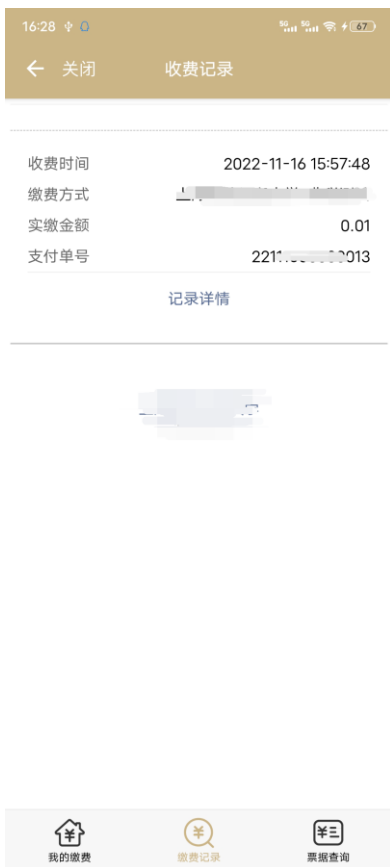 16:28 5G 5G 67
关闭 收费记录
收费时间 2022-11-16 15:57:48
缴费方式
实缴金额 0.01
支付单号 2211 013
记录详情
我的缴费 缴费记录 票据查询